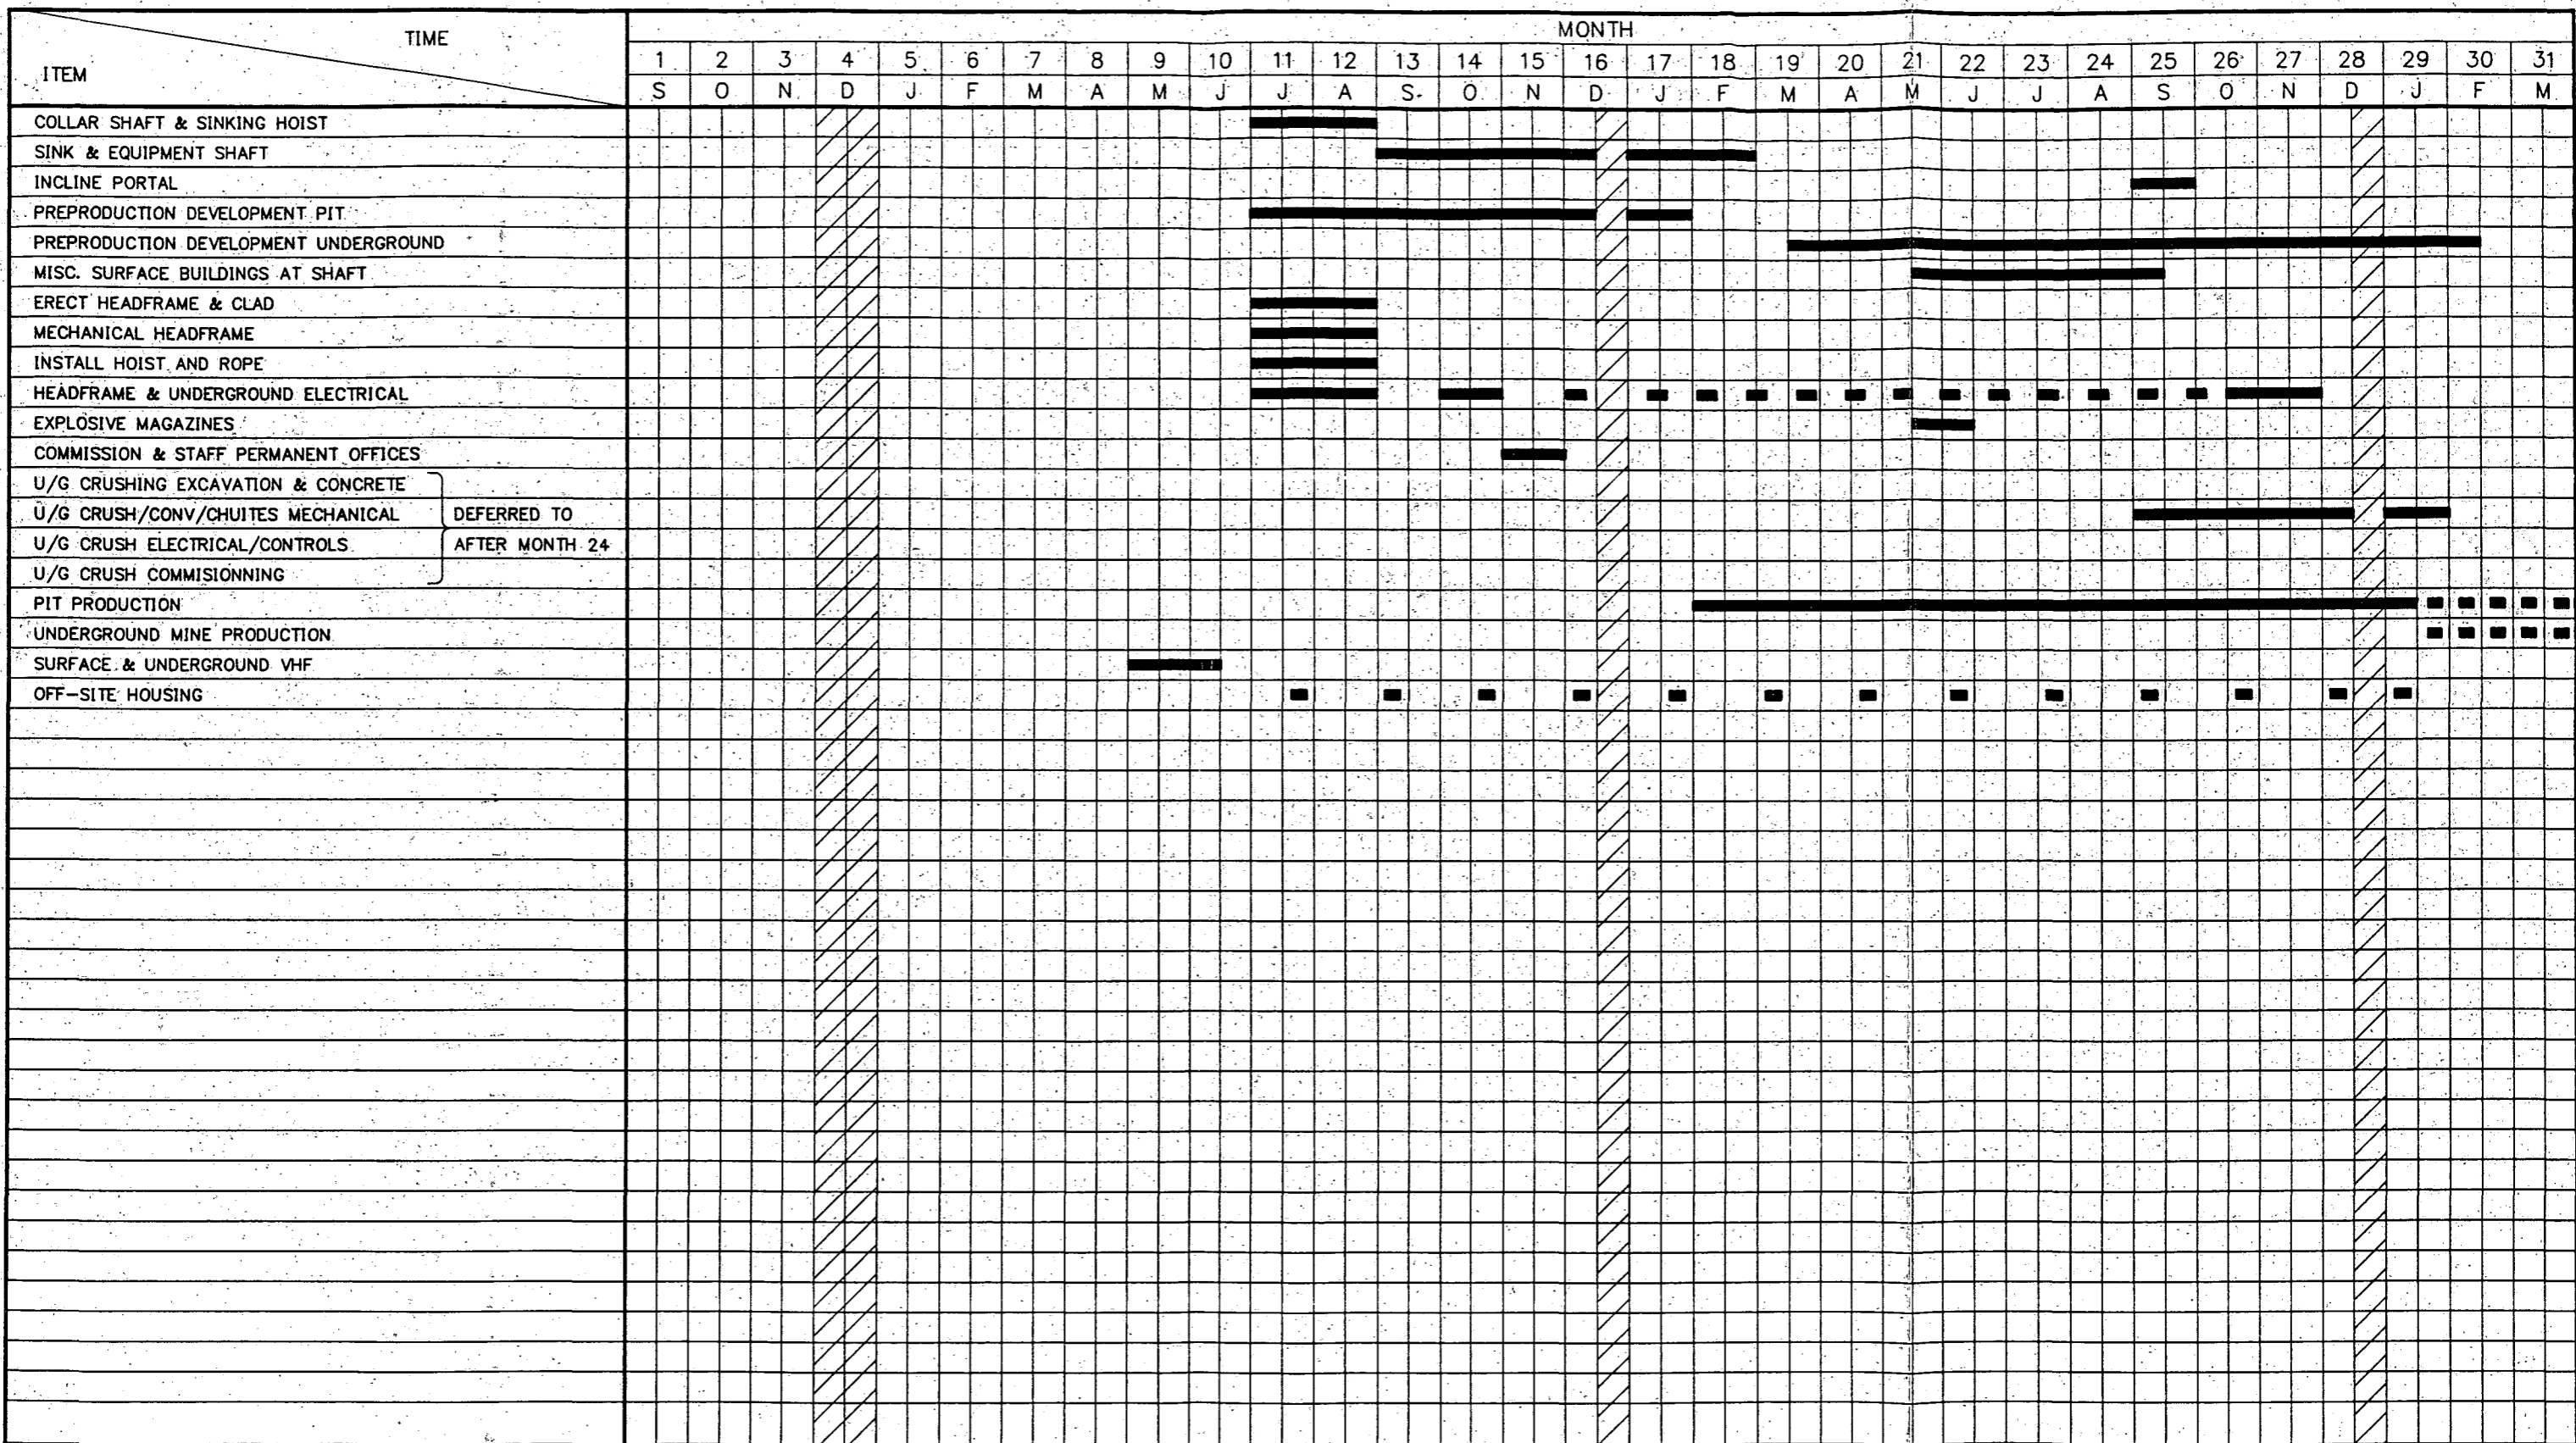 TIME
ITEM
MONTH
1 2 3 4 5 6 7 8 9 10 11 12 13 14 15 16 17 18 19 20 21 22 23 24 25 26 27 28 29 30 31
S O N D J F M A M J J A S O N D J F M A M J J A S O N D J F M
COLLAR SHAFT & SINKING HOIST
SINK & EQUIPMENT SHAFT
INCLINE PORTAL
PREPRODUCTION DEVELOPMENT PIT
PREPRODUCTION DEVELOPMENT UNDERGROUND
MISC. SURFACE BUILDINGS AT SHAFT
ERECT HEADFRAME & CLAD
MECHANICAL HEADFRAME
INSTALL HOIST AND ROPE
HEADFRAME & UNDERGROUND ELECTRICAL
EXPLOSIVE MAGAZINES
COMMISSION & STAFF PERMANENT OFFICES
U/G CRUSHING EXCAVATION & CONCRETE
U/G CRUSH/CONV/CHUITES MECHANICAL DEFERRED TO
U/G CRUSH ELECTRICAL/CONTROLS AFTER MONTH 24
U/G CRUSH COMMISIONNING
PIT PRODUCTION
UNDERGROUND MINE PRODUCTION
SURFACE & UNDERGROUND VHF
OFF-SITE HOUSING